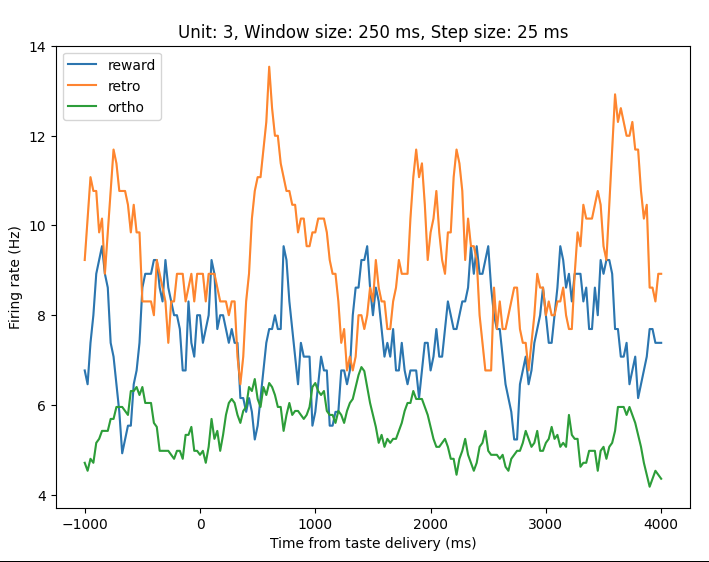 Unit: 3, Window size: 250 ms, Step size: 25 ms
reward
retro
ortho
14
12
10
8
6
4
Firing rate (Hz)
−1000 0 1000 2000 3000 4000
Time from taste delivery (ms)